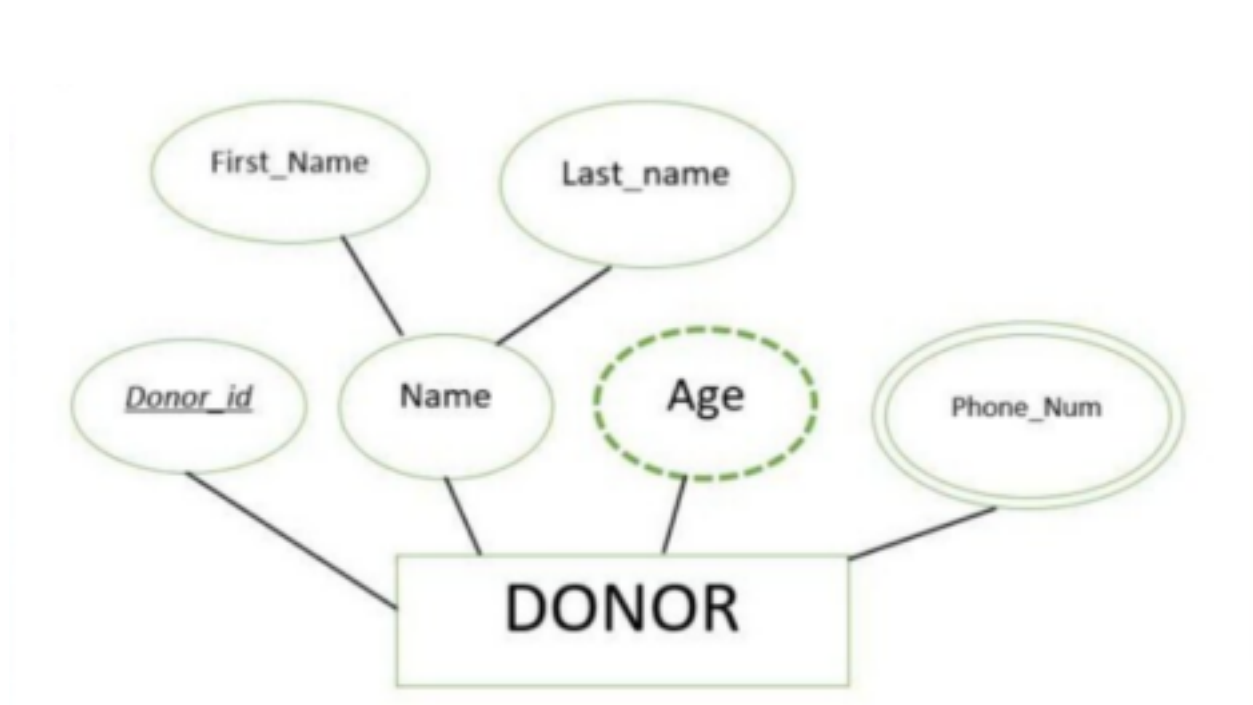 First_Name
Last_name
Donor_id
Name
Age
Phone_Num
DONOR